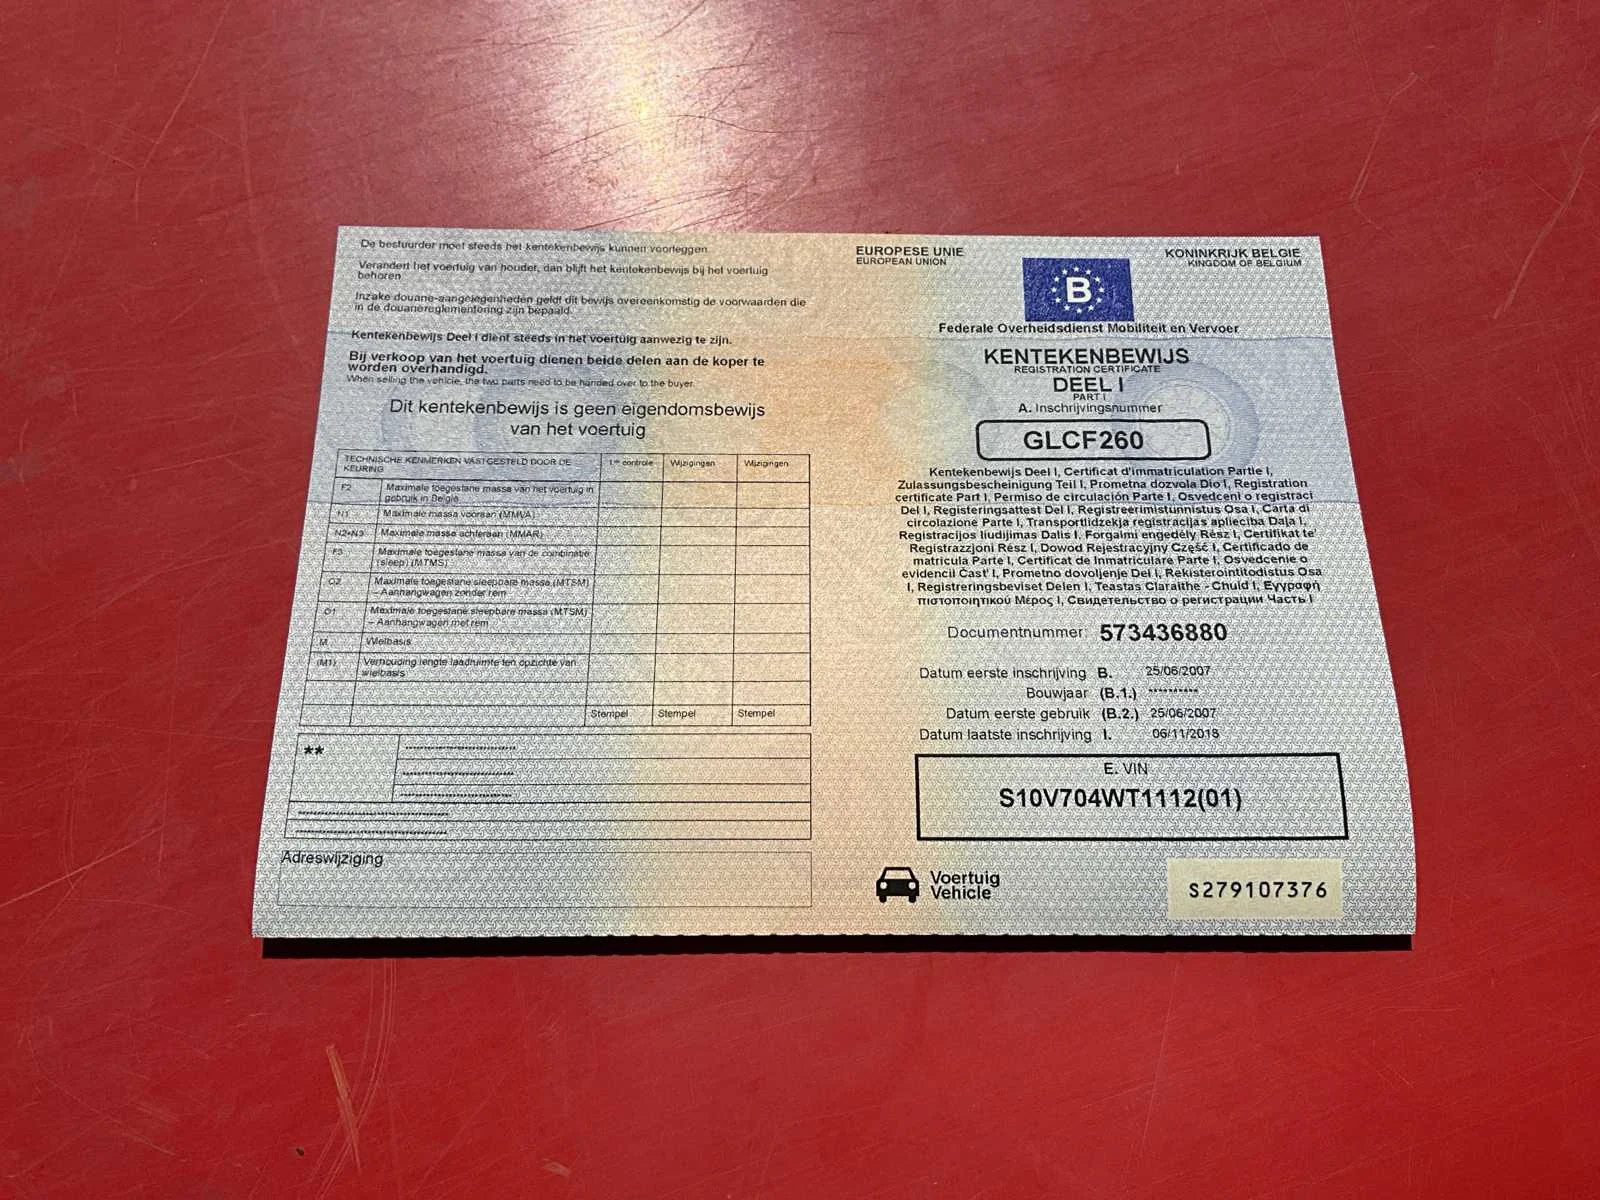 De bestuurder moet steeds het kentekenbewijs kunnen voorleggen
Verandert het voertuig van houder, dan blijft het kentekenbewijs bij het voertuig
behoren
Inzake douane-aangelegenheden geldt dit bewijs overeenkomstig de voorwaarden die
in de douanereglementering zijn bepaald.
Kentekenbewijs Deel I dient steeds in het voertuig aanwezig te zijn.
Bij verkoop van het voertuig dienen beide delen aan de koper te
worden overhandigd.
When selling the vehicle, the two parts need to be handed over to the buyer.
Dit kentekenbewijs is geen eigendomsbewijs
van het voertuig
TECHNISCHE KENMERKEN VASTGESTELD DOOR DE
KEURING
1ste controle
Wijzigingen
Wijzigingen
F2 Maximale toegestane massa van het voertuig in
gebruik in België
N1 Maximale massa vooraan (MMVA)
N2+N3 Maximale massa achteraan (MMAR)
F3 Maximale toegestane massa van de combinatie
(sleep) (MTMS)
O2 Maximale toegestane sleepbare massa (MTSM)
– Aanhangwagen zonder rem
O1 Maximale toegestane sleepbare massa (MTSM)
– Aanhangwagen met rem
M Wielbasis
(M1) Verhouding lengte laadruimte ten opzichte van
wielbasis
Stempel Stempel Stempel
**
Adreswijziging
EUROPESE UNIE
EUROPEAN UNION
KONINKRIJK BELGIE
KINGDOM OF BELGIUM
B
Federale Overheidsdienst Mobiliteit en Vervoer
KENTEKENBEWIJS
REGISTRATION CERTIFICATE
DEEL I
PART I
A. Inschrijvingsnummer
GLCF260
Kentekenbewijs Deel I, Certificat d'immatriculation Partie I,
Zulassungsbescheinigung Teil I, Prometna dozvola Dio I, Registration
certificate Part I, Permiso de circulación Parte I, Osvedceni o registraci
Del I, Registeringsattest Del I, Registreerimistunnistus Osa I, Carta di
circolazione Parte I, Transportlidzekja registracijas aplieciba Daļa I,
Registracijos liudijimas Dalis I, Forgalmi engedély Rész I, Certifikat te'
Registrazzjoni Rész I, Dowod Rejestracyjny Część I, Certificado de
matricula Parte I, Certificat de Inmatriculare Parte I, Osvedcenie o
evidencii Čast' I, Prometno dovoljenje Del I, Rekisterointitodistus Osa
I, Registreringsbeviset Delen I, Teastas Claraithe - Chuid I, Εγγραφή
πιστοποιητικού Μέρος I, Свидетельство о регистрации Часть I
Documentnummer: 573436880
Datum eerste inschrijving B. 25/06/2007
Bouwjaar (B.1.) **********
Datum eerste gebruik (B.2.) 25/06/2007
Datum laatste inschrijving I. 06/11/2018
E. VIN
S10V704WT1112(01)
Voertuig
Vehicle
S279107376